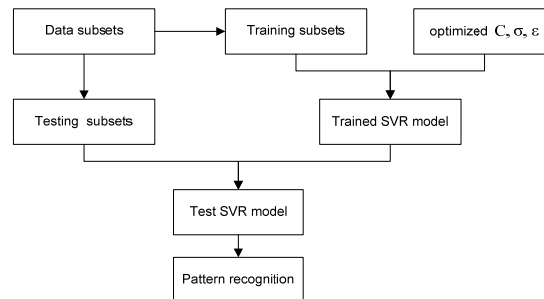 Data subsets
Training subsets
optimized C, σ, ε
Testing subsets
Trained SVR model
Test SVR model
Pattern recognition